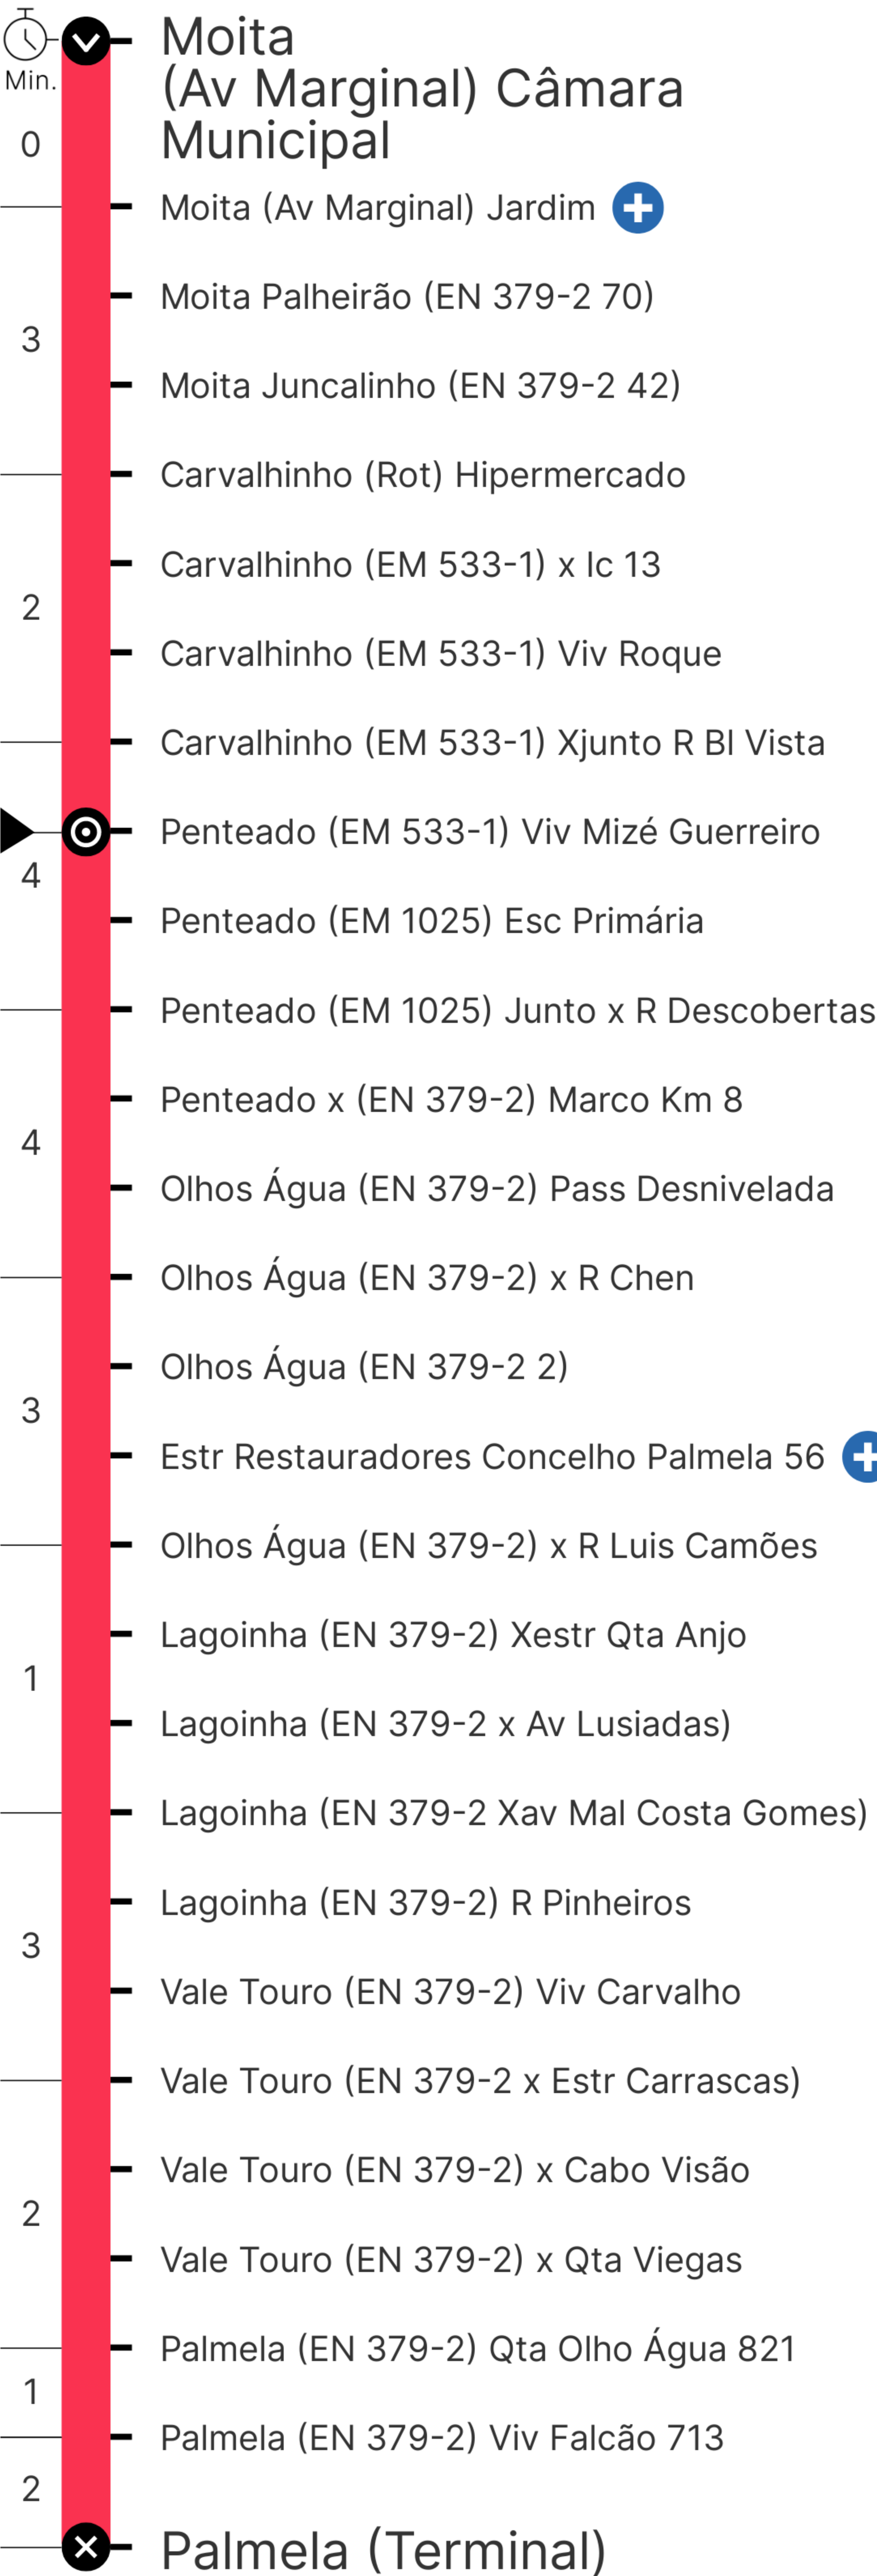 Moita
Min.
(Av Marginal) Câmara
Municipal
0
Moita (Av Marginal) Jardim
Moita Palheirão (EN 379-2 70)
3
Moita Juncalinho (EN 379-2 42)
Carvalhinho (Rot) Hipermercado
Carvalhinho (EM 533-1) x Ic 13
2
Carvalhinho (EM 533-1) Viv Roque
Carvalhinho (EM 533-1) Xjunto R Bl Vista
Penteado (EM 533-1) Viv Mizé Guerreiro
4
Penteado (EM 1025) Esc Primária
Penteado (EM 1025) Junto x R Descobertas
Penteado x (EN 379-2) Marco Km 8
4
Olhos Água (EN 379-2) Pass Desnivelada
Olhos Água (EN 379-2) x R Chen
Olhos Água (EN 379-2 2)
3
Estr Restauradores Concelho Palmela 56
Olhos Água (EN 379-2) x R Luis Camões
Lagoinha (EN 379-2) Xestr Qta Anjo
1
Lagoinha (EN 379-2 x Av Lusiadas)
Lagoinha (EN 379-2 Xav Mal Costa Gomes)
Lagoinha (EN 379-2) R Pinheiros
3
Vale Touro (EN 379-2) Viv Carvalho
Vale Touro (EN 379-2 x Estr Carrascas)
Vale Touro (EN 379-2) x Cabo Visão
2
Vale Touro (EN 379-2) x Qta Viegas
Palmela (EN 379-2) Qta Olho Água 821
1
Palmela (EN 379-2) Viv Falcão 713
2
Palmela (Terminal)